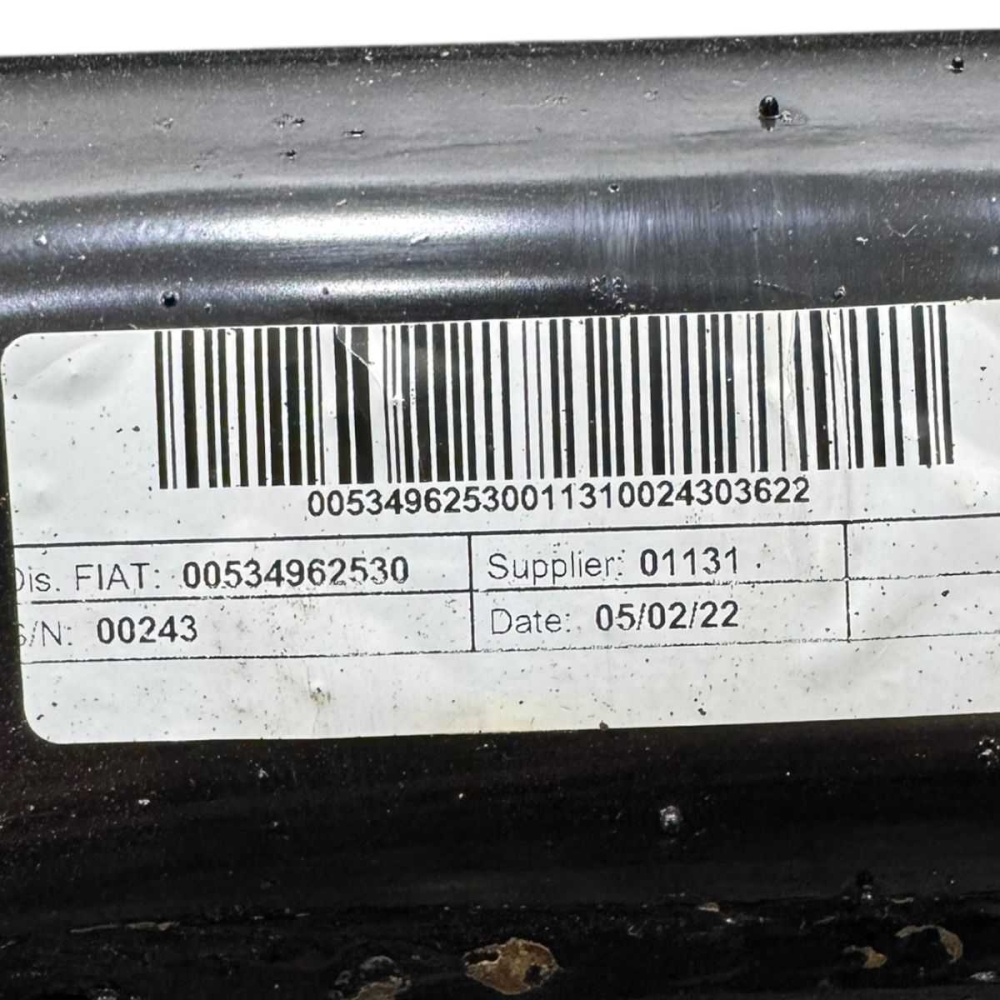 00534962530011310024303622
Dis. FIAT: 00534962530 Supplier: 01131
S/N: 00243 Date: 05/02/22